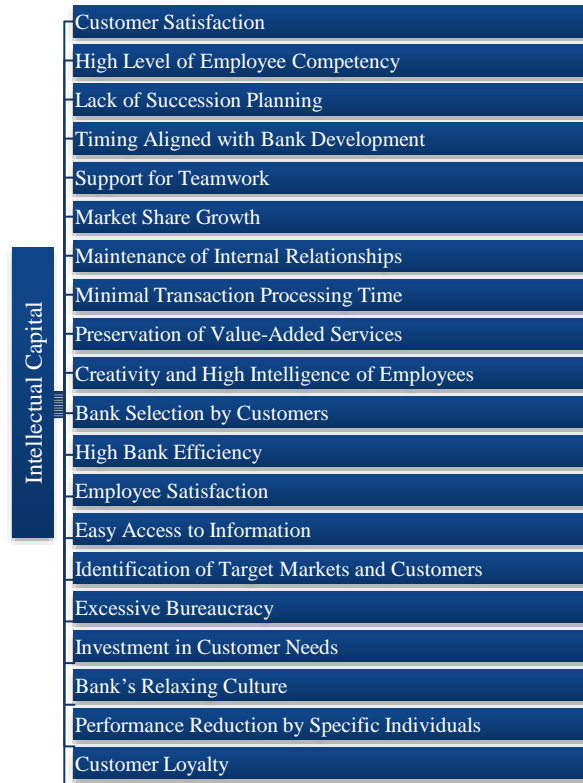 Intellectual Capital
Customer Satisfaction
High Level of Employee Competency
Lack of Succession Planning
Timing Aligned with Bank Development
Support for Teamwork
Market Share Growth
Maintenance of Internal Relationships
Minimal Transaction Processing Time
Preservation of Value-Added Services
Creativity and High Intelligence of Employees
Bank Selection by Customers
High Bank Efficiency
Employee Satisfaction
Easy Access to Information
Identification of Target Markets and Customers
Excessive Bureaucracy
Investment in Customer Needs
Bank’s Relaxing Culture
Performance Reduction by Specific Individuals
Customer Loyalty